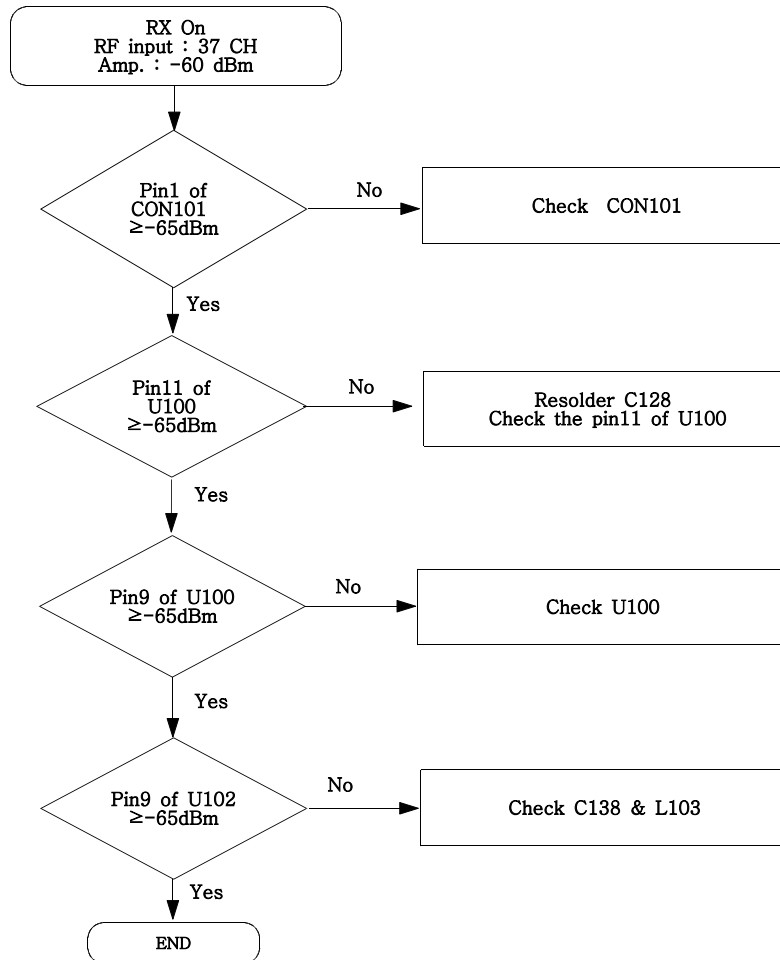 RX On
RF input : 37 CH
Amp. : -60 dBm
Pin1 of
CON101
≥-65dBm
No
Check CON101
Yes
Pin11 of
U100
≥-65dBm
No
Resolder C128
Check the pin11 of U100
Yes
Pin9 of U100
≥-65dBm
No
Check U100
Yes
Pin9 of U102
≥-65dBm
No
Check C138 & L103
Yes
END